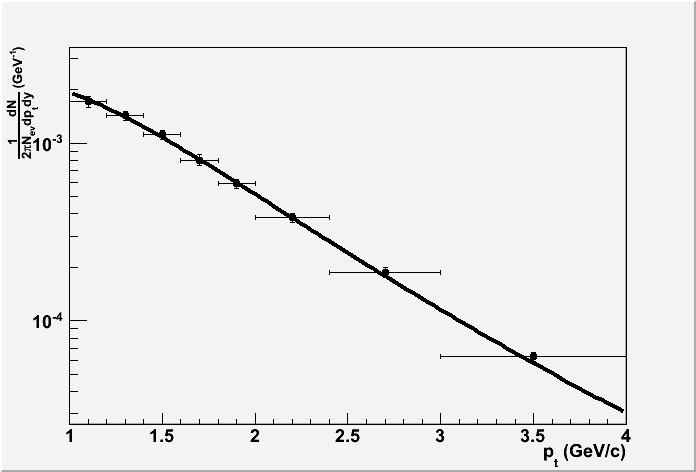 1 dN
2πN_ev dp_t dy (GeV⁻¹)
10⁻³
10⁻⁴
1 1.5 2 2.5 3 3.5 4
p_t (GeV/c)